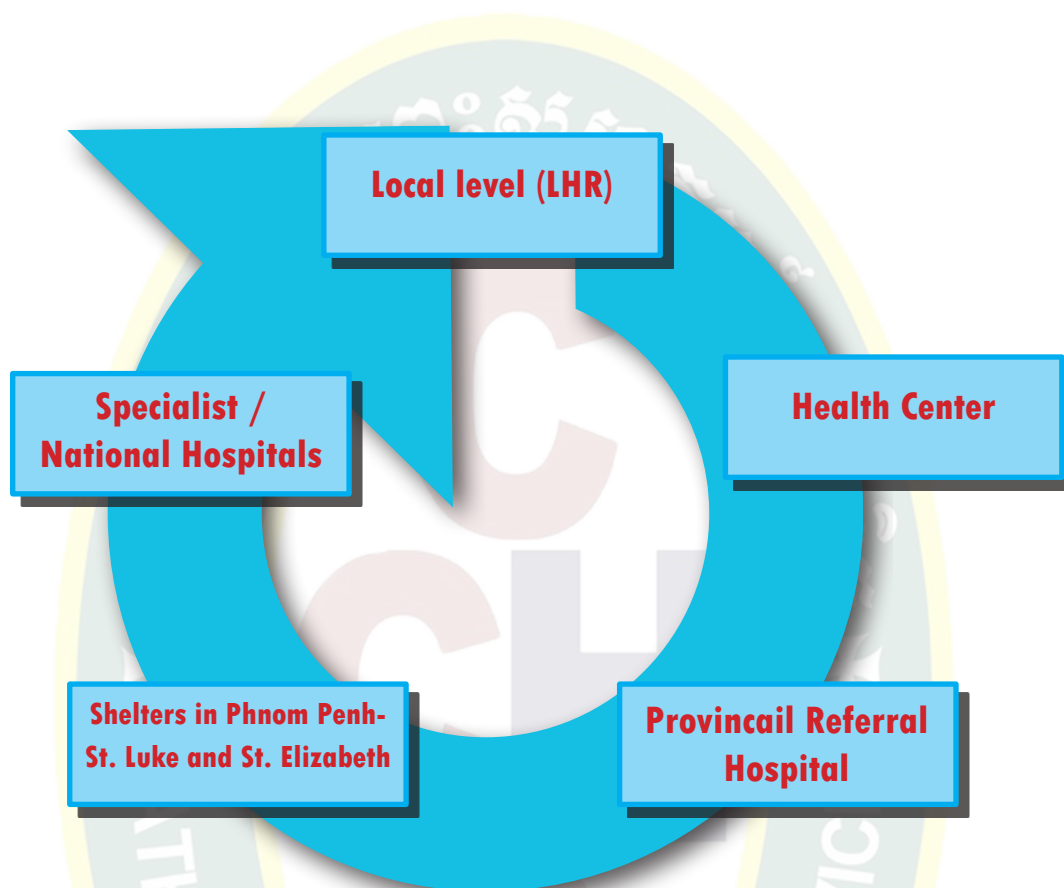 Local level (LHR)
Health Center
Provincail Referral
Hospital
Shelters in Phnom Penh-
St. Luke and St. Elizabeth
Specialist /
National Hospitals
C
C H